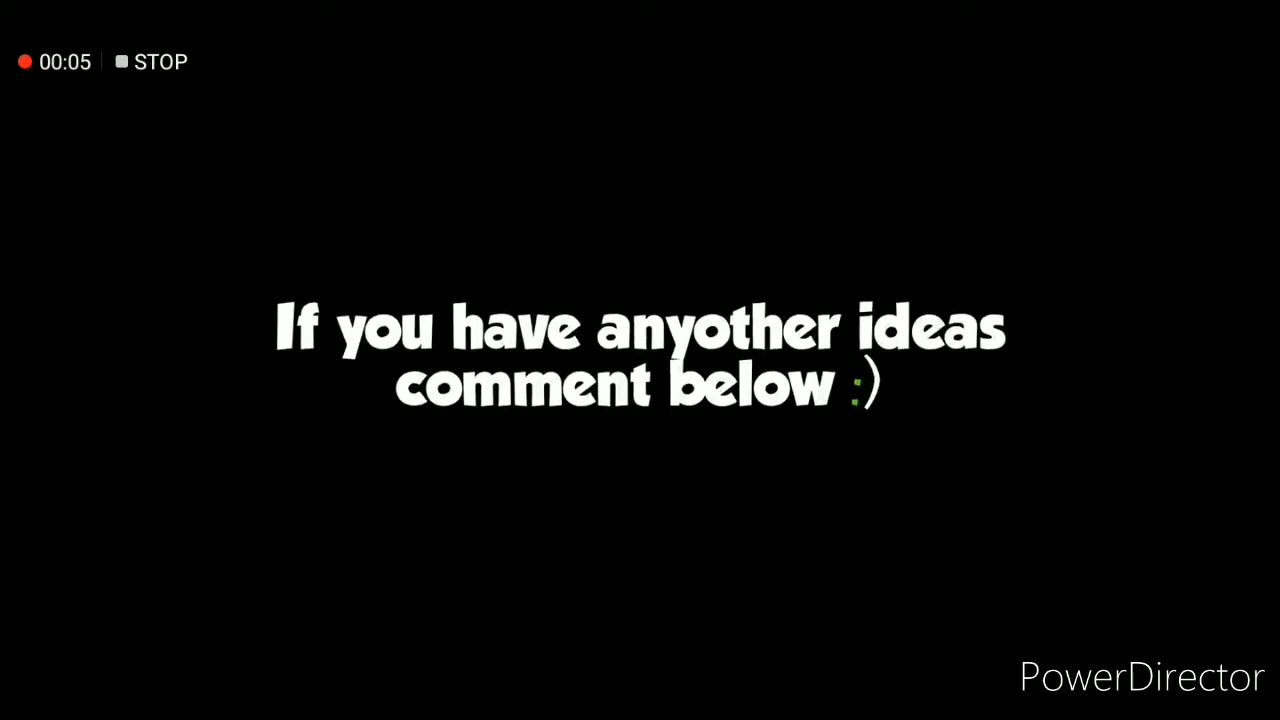 00:05 STOP
If you have anyother ideas
comment below :)
PowerDirector